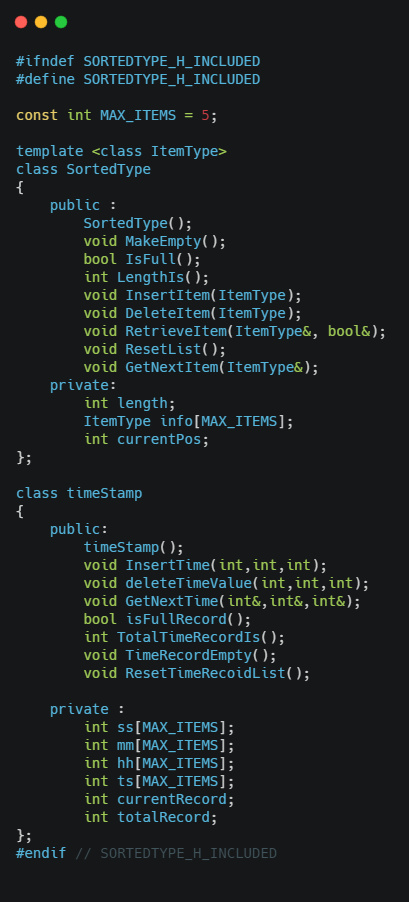 #ifndef SORTEDTYPE_H_INCLUDED
#define SORTEDTYPE_H_INCLUDED

const int MAX_ITEMS = 5;

template <class ItemType>
class SortedType
{
    public :
        SortedType();
        void MakeEmpty();
        bool IsFull();
        int LengthIs();
        void InsertItem(ItemType);
        void DeleteItem(ItemType);
        void RetrieveItem(ItemType&, bool&);
        void ResetList();
        void GetNextItem(ItemType&);
    private:
        int length;
        ItemType info[MAX_ITEMS];
        int currentPos;
};

class timeStamp
{
    public:
        timeStamp();
        void InsertTime(int,int,int);
        void deleteTimeValue(int,int,int);
        void GetNextTime(int&,int&,int&);
        bool isFullRecord();
        int TotalTimeRecordIs();
        void TimeRecordEmpty();
        void ResetTimeRecoidList();

    private :
        int ss[MAX_ITEMS];
        int mm[MAX_ITEMS];
        int hh[MAX_ITEMS];
        int ts[MAX_ITEMS];
        int currentRecord;
        int totalRecord;
};
#endif // SORTEDTYPE_H_INCLUDED